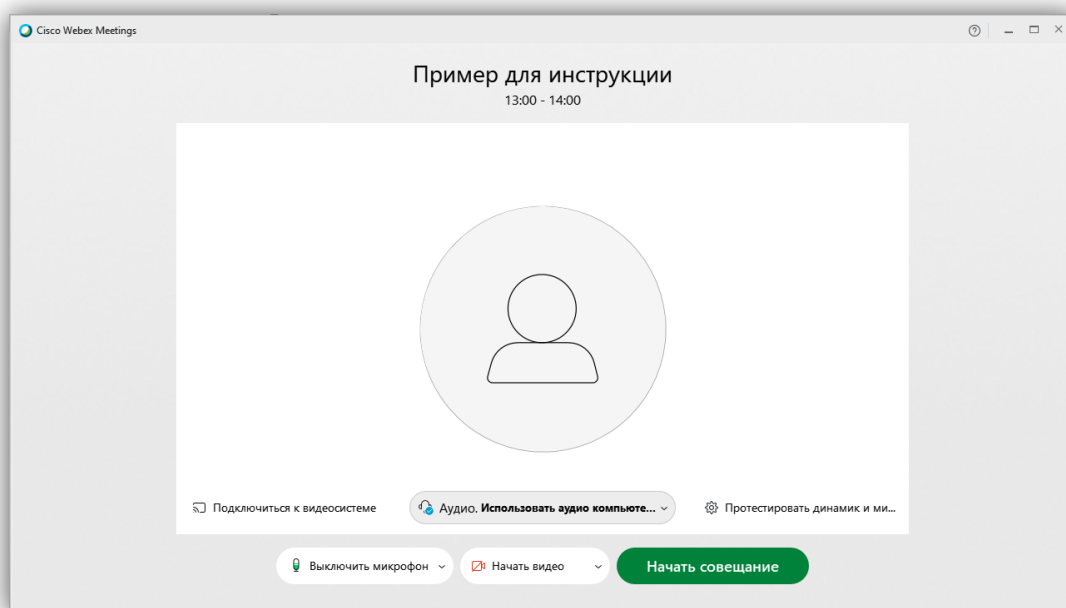 Cisco Webex Meetings
Пример для инструкции
13:00 - 14:00
Подключиться к видеосистеме
Аудио. Использовать аудио компьюте...
Протестировать динамик и ми...
Выключить микрофон
Начать видео
Начать совещание